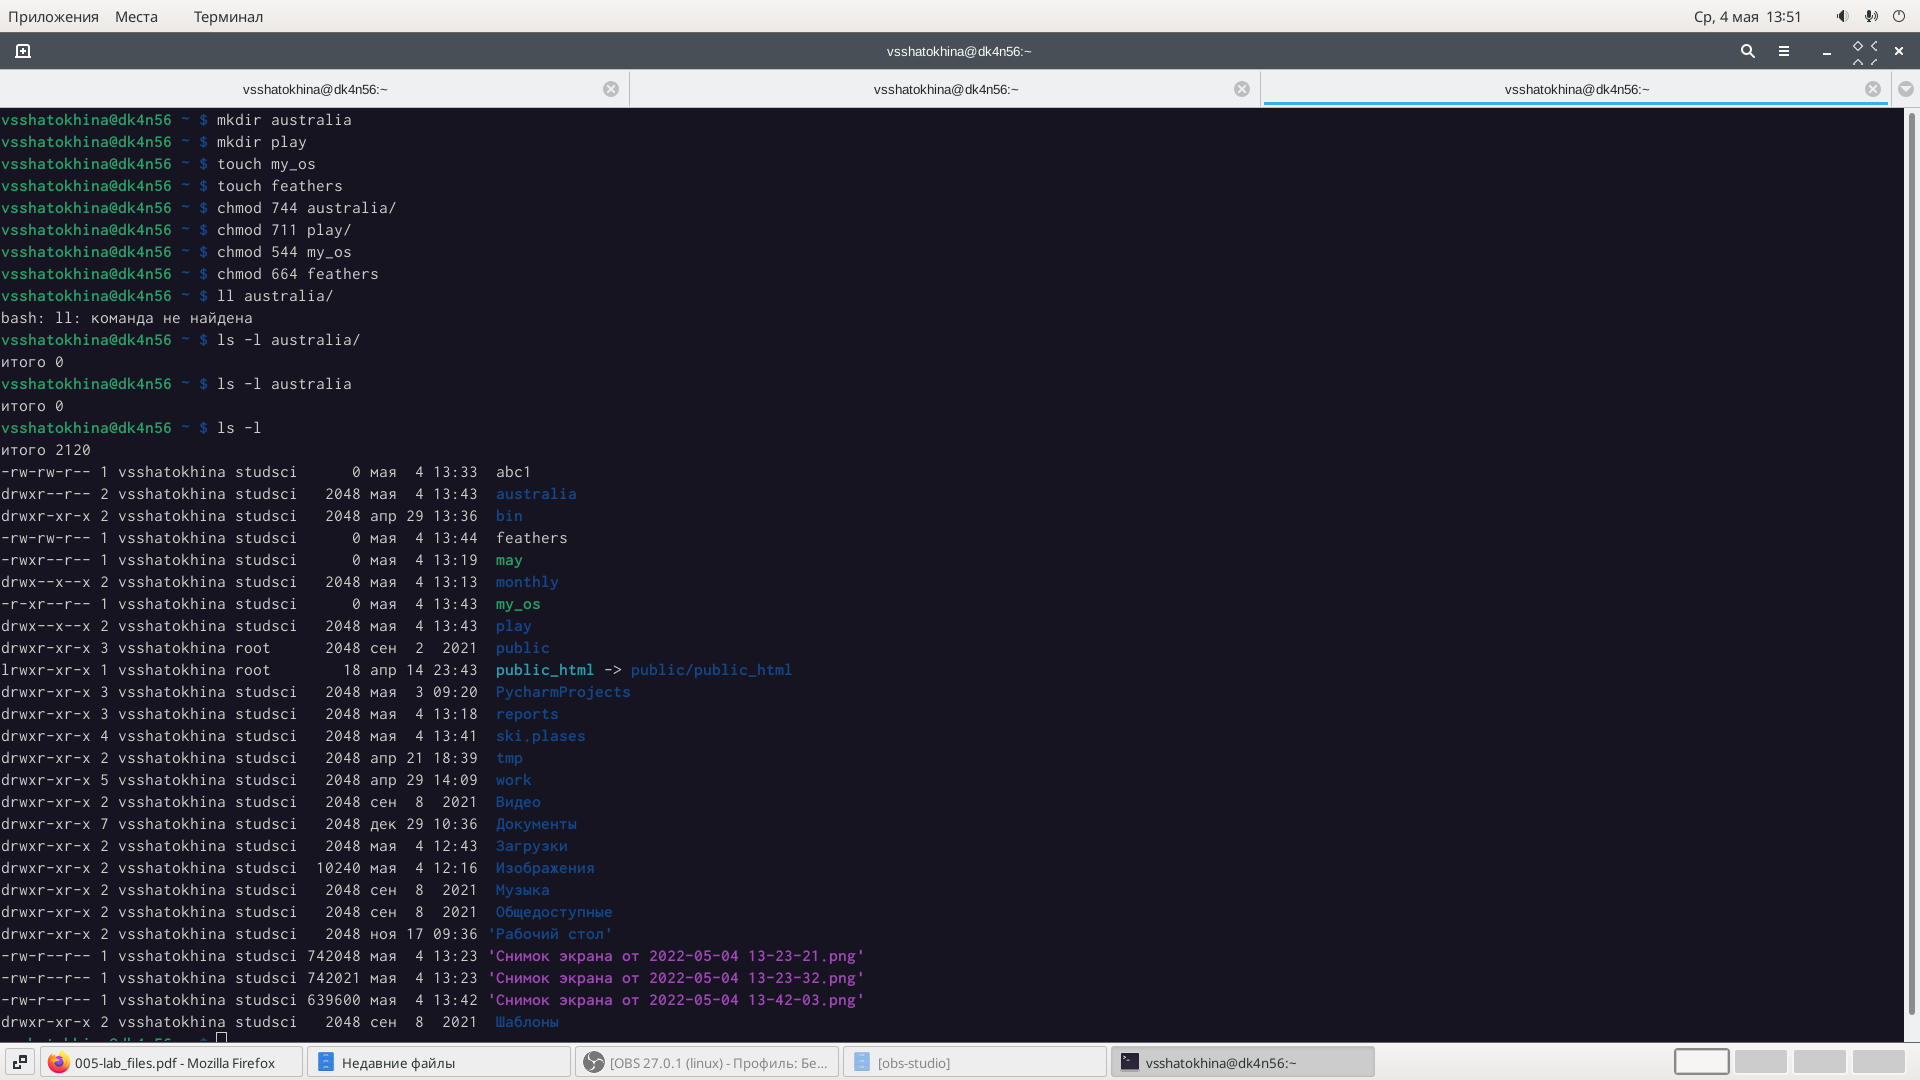 Приложения Места Терминал Ср, 4 мая 13:51
vsshatokhina@dk4n56:~
vsshatokhina@dk4n56:~ vsshatokhina@dk4n56:~ vsshatokhina@dk4n56:~
vsshatokhina@dk4n56 ~ $ mkdir australia
vsshatokhina@dk4n56 ~ $ mkdir play
vsshatokhina@dk4n56 ~ $ touch my_os
vsshatokhina@dk4n56 ~ $ touch feathers
vsshatokhina@dk4n56 ~ $ chmod 744 australia/
vsshatokhina@dk4n56 ~ $ chmod 711 play/
vsshatokhina@dk4n56 ~ $ chmod 544 my_os
vsshatokhina@dk4n56 ~ $ chmod 664 feathers
vsshatokhina@dk4n56 ~ $ ll australia/
bash: ll: команда не найдена
vsshatokhina@dk4n56 ~ $ ls -l australia/
итого 0
vsshatokhina@dk4n56 ~ $ ls -l australia
итого 0
vsshatokhina@dk4n56 ~ $ ls -l
итого 2120
-rw-rw-r-- 1 vsshatokhina studsci      0 мая  4 13:33  abc1
drwxr--r-- 2 vsshatokhina studsci   2048 мая  4 13:43  australia
drwxr-xr-x 2 vsshatokhina studsci   2048 апр 29 13:36  bin
-rw-rw-r-- 1 vsshatokhina studsci      0 мая  4 13:44  feathers
-rwxr--r-- 1 vsshatokhina studsci      0 мая  4 13:19  may
drwx--x--x 2 vsshatokhina studsci   2048 мая  4 13:13  monthly
-r-xr--r-- 1 vsshatokhina studsci      0 мая  4 13:43  my_os
drwx--x--x 2 vsshatokhina studsci   2048 мая  4 13:43  play
drwxr-xr-x 3 vsshatokhina root      2048 сен  2  2021  public
lrwxr-xr-x 1 vsshatokhina root        18 апр 14 23:43  public_html -> public/public_html
drwxr-xr-x 3 vsshatokhina studsci   2048 мая  3 09:20  PycharmProjects
drwxr-xr-x 3 vsshatokhina studsci   2048 мая  4 13:18  reports
drwxr-xr-x 4 vsshatokhina studsci   2048 мая  4 13:41  ski.plases
drwxr-xr-x 2 vsshatokhina studsci   2048 апр 21 18:39  tmp
drwxr-xr-x 5 vsshatokhina studsci   2048 апр 29 14:09  work
drwxr-xr-x 2 vsshatokhina studsci   2048 сен  8  2021  Видео
drwxr-xr-x 7 vsshatokhina studsci   2048 дек 29 10:36  Документы
drwxr-xr-x 2 vsshatokhina studsci   2048 мая  4 12:43  Загрузки
drwxr-xr-x 2 vsshatokhina studsci  10240 мая  4 12:16  Изображения
drwxr-xr-x 2 vsshatokhina studsci   2048 сен  8  2021  Музыка
drwxr-xr-x 2 vsshatokhina studsci   2048 сен  8  2021  Общедоступные
drwxr-xr-x 2 vsshatokhina studsci   2048 ноя 17 09:36 'Рабочий стол'
-rw-r--r-- 1 vsshatokhina studsci 742048 мая  4 13:23 'Снимок экрана от 2022-05-04 13-23-21.png'
-rw-r--r-- 1 vsshatokhina studsci 742021 мая  4 13:23 'Снимок экрана от 2022-05-04 13-23-32.png'
-rw-r--r-- 1 vsshatokhina studsci 639600 мая  4 13:42 'Снимок экрана от 2022-05-04 13-42-03.png'
drwxr-xr-x 2 vsshatokhina studsci   2048 сен  8  2021  Шаблоны
005-lab_files.pdf - Mozilla Firefox Недавние файлы [OBS 27.0.1 (linux) - Профиль: Бе... [obs-studio] vsshatokhina@dk4n56:~